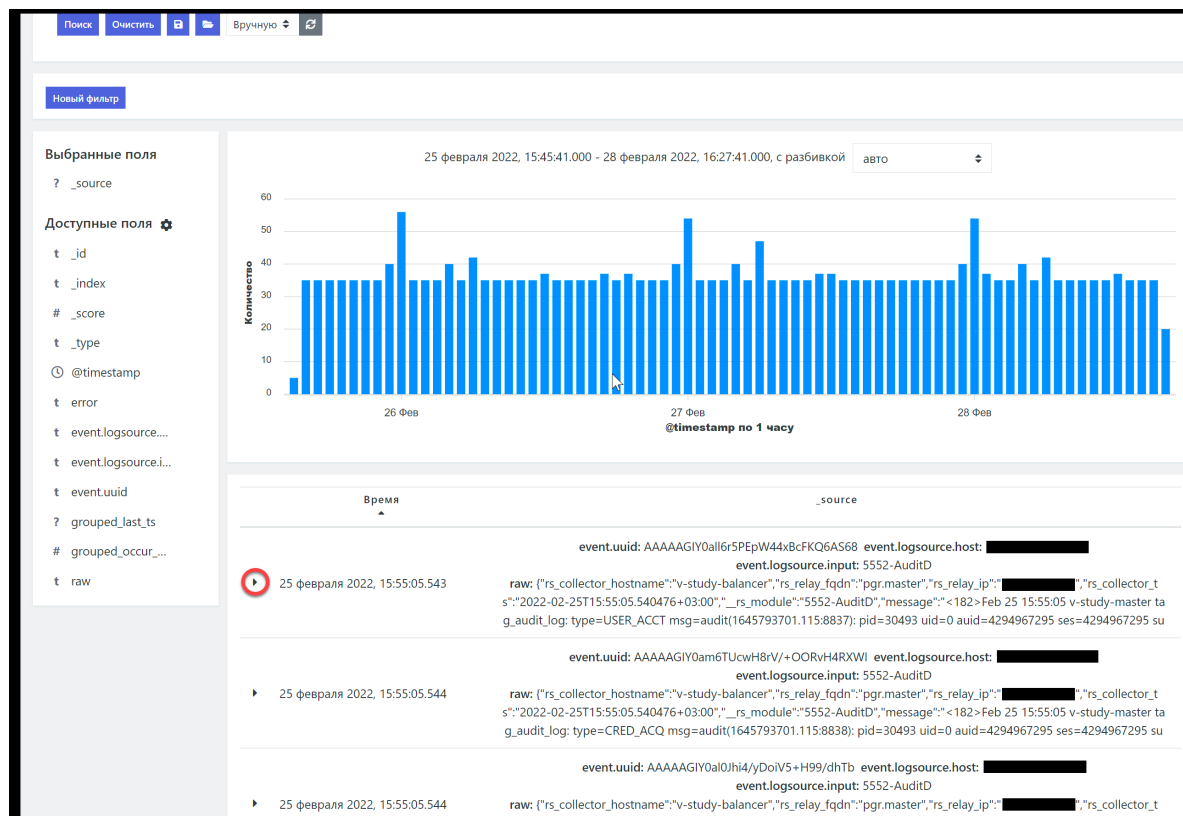 Поиск Очистить Вручную
Новый фильтр
Выбранные поля
? _source
Доступные поля
t _id
t _index
# _score
t _type
@timestamp
t error
t event.logsource....
t event.logsource.i...
t event.uuid
? grouped_last_ts
# grouped_occur_...
t raw
25 февраля 2022, 15:45:41.000 - 28 февраля 2022, 16:27:41.000, с разбивкой авто
Количество
60
50
40
30
20
10
0
26 Фев 27 Фев 28 Фев
@timestamp по 1 часу
Время _source
25 февраля 2022, 15:55:05.543
event.uuid: AAAAAGIY0all6r5PEpW44xBcFKQ6AS68 event.logsource.host:
event.logsource.input: 5552-AuditD
raw: {"rs_collector_hostname":"v-study-balancer","rs_relay_fqdn":"pgr.master","rs_relay_ip":" ","rs_collector_t
s":"2022-02-25T15:55:05.540476+03:00","__rs_module":"5552-AuditD","message":"<182>Feb 25 15:55:05 v-study-master ta
g_audit_log: type=USER_ACCT msg=audit(1645793701.115:8837): pid=30493 uid=0 auid=4294967295 ses=4294967295 su
25 февраля 2022, 15:55:05.544
event.uuid: AAAAAGIY0am6TUcwH8rV/+OORvH4RXWI event.logsource.host:
event.logsource.input: 5552-AuditD
raw: {"rs_collector_hostname":"v-study-balancer","rs_relay_fqdn":"pgr.master","rs_relay_ip":" ","rs_collector_t
s":"2022-02-25T15:55:05.540476+03:00","__rs_module":"5552-AuditD","message":"<182>Feb 25 15:55:05 v-study-master ta
g_audit_log: type=CRED_ACQ msg=audit(1645793701.115:8838): pid=30493 uid=0 auid=4294967295 ses=4294967295 su
25 февраля 2022, 15:55:05.544
event.uuid: AAAAAGIY0al0Jhi4/yDoiV5+H99/dhTb event.logsource.host:
event.logsource.input: 5552-AuditD
raw: {"rs_collector_hostname":"v-study-balancer","rs_relay_fqdn":"pgr.master","rs_relay_ip":" ","rs_collector_t